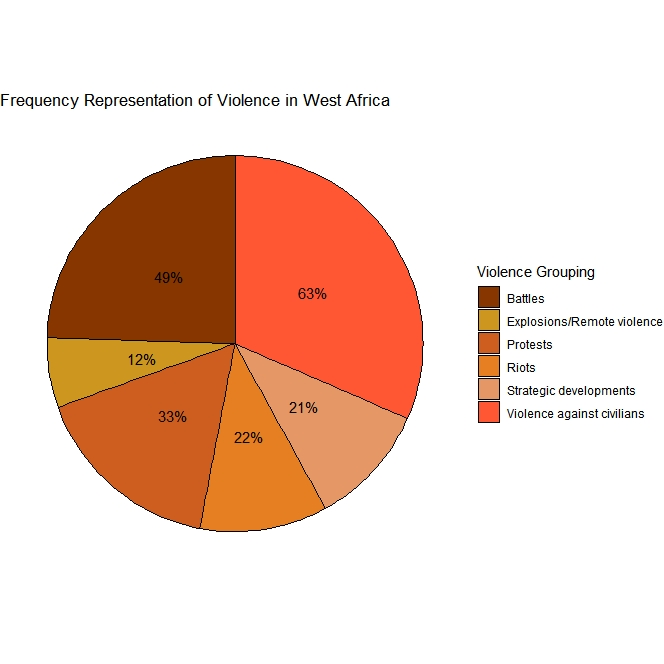 Frequency Representation of Violence in West Africa
49%
63%
12%
33%
22%
21%
Violence Grouping
Battles
Explosions/Remote violence
Protests
Riots
Strategic developments
Violence against civilians